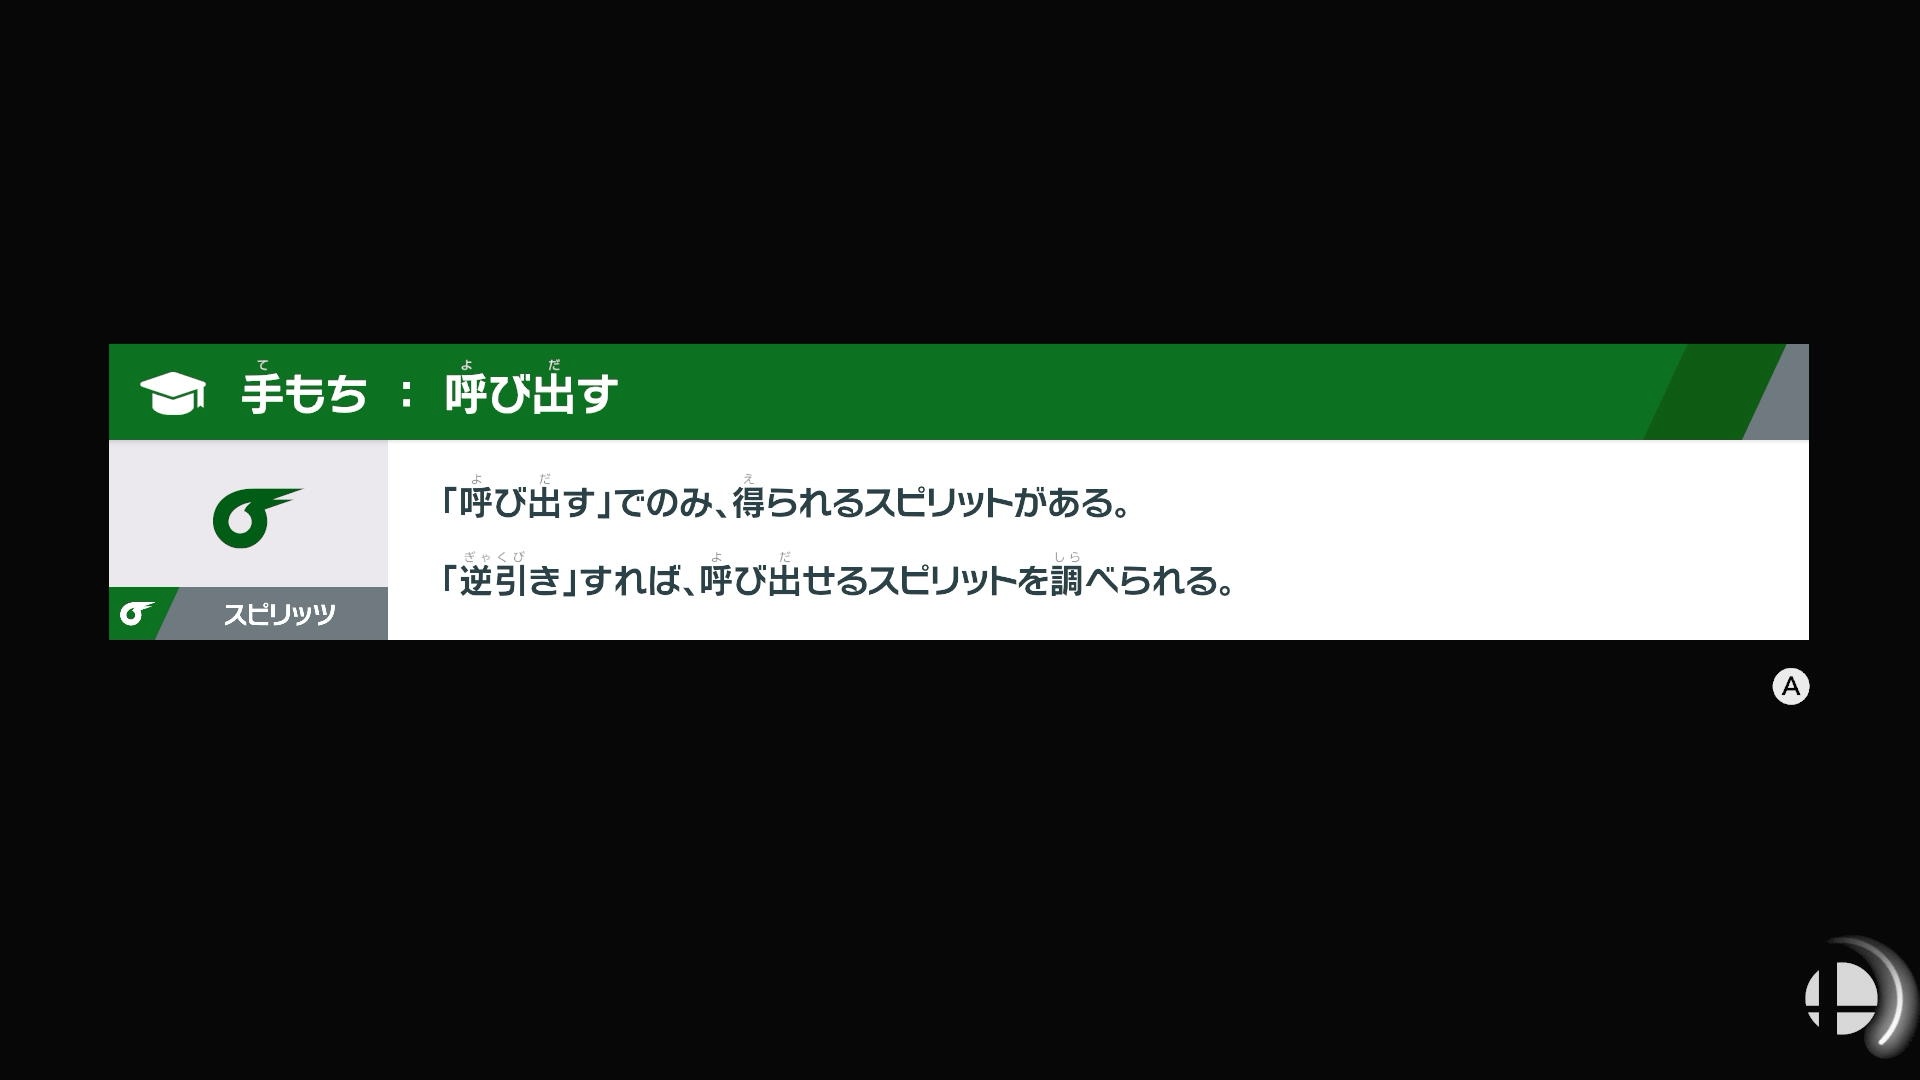 手もち : 呼び出す
「呼び出す」でのみ、得られるスピリットがある。
「逆引き」すれば、呼び出せるスピリットを調べられる。
スピリッツ
A